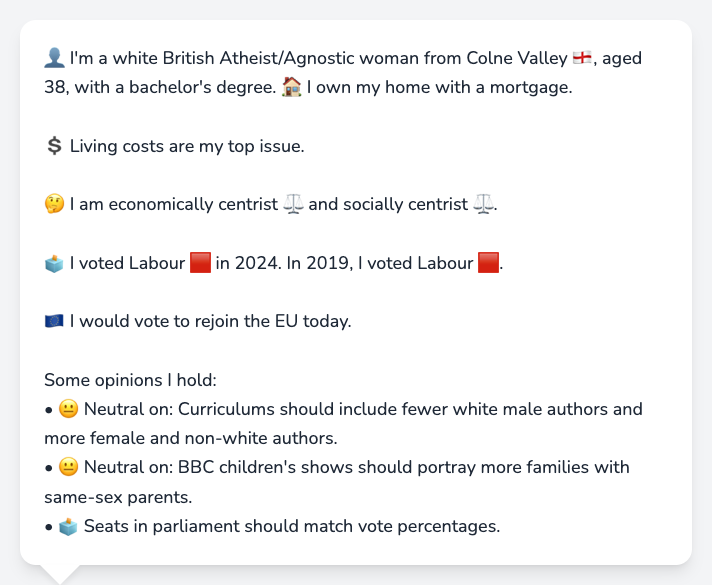 👤 I'm a white British Atheist/Agnostic woman from Colne Valley 🏴󠁧󠁢󠁥󠁮󠁧󠁿, aged
38, with a bachelor's degree. 🏠 I own my home with a mortgage.
💲 Living costs are my top issue.
🤔 I am economically centrist ⚖️ and socially centrist ⚖️.
🗳️ I voted Labour 🟥 in 2024. In 2019, I voted Labour 🟥.
🇪🇺 I would vote to rejoin the EU today.
Some opinions I hold:
• 😐 Neutral on: Curriculums should include fewer white male authors and
more female and non-white authors.
• 😐 Neutral on: BBC children's shows should portray more families with
same-sex parents.
• 🗳️ Seats in parliament should match vote percentages.